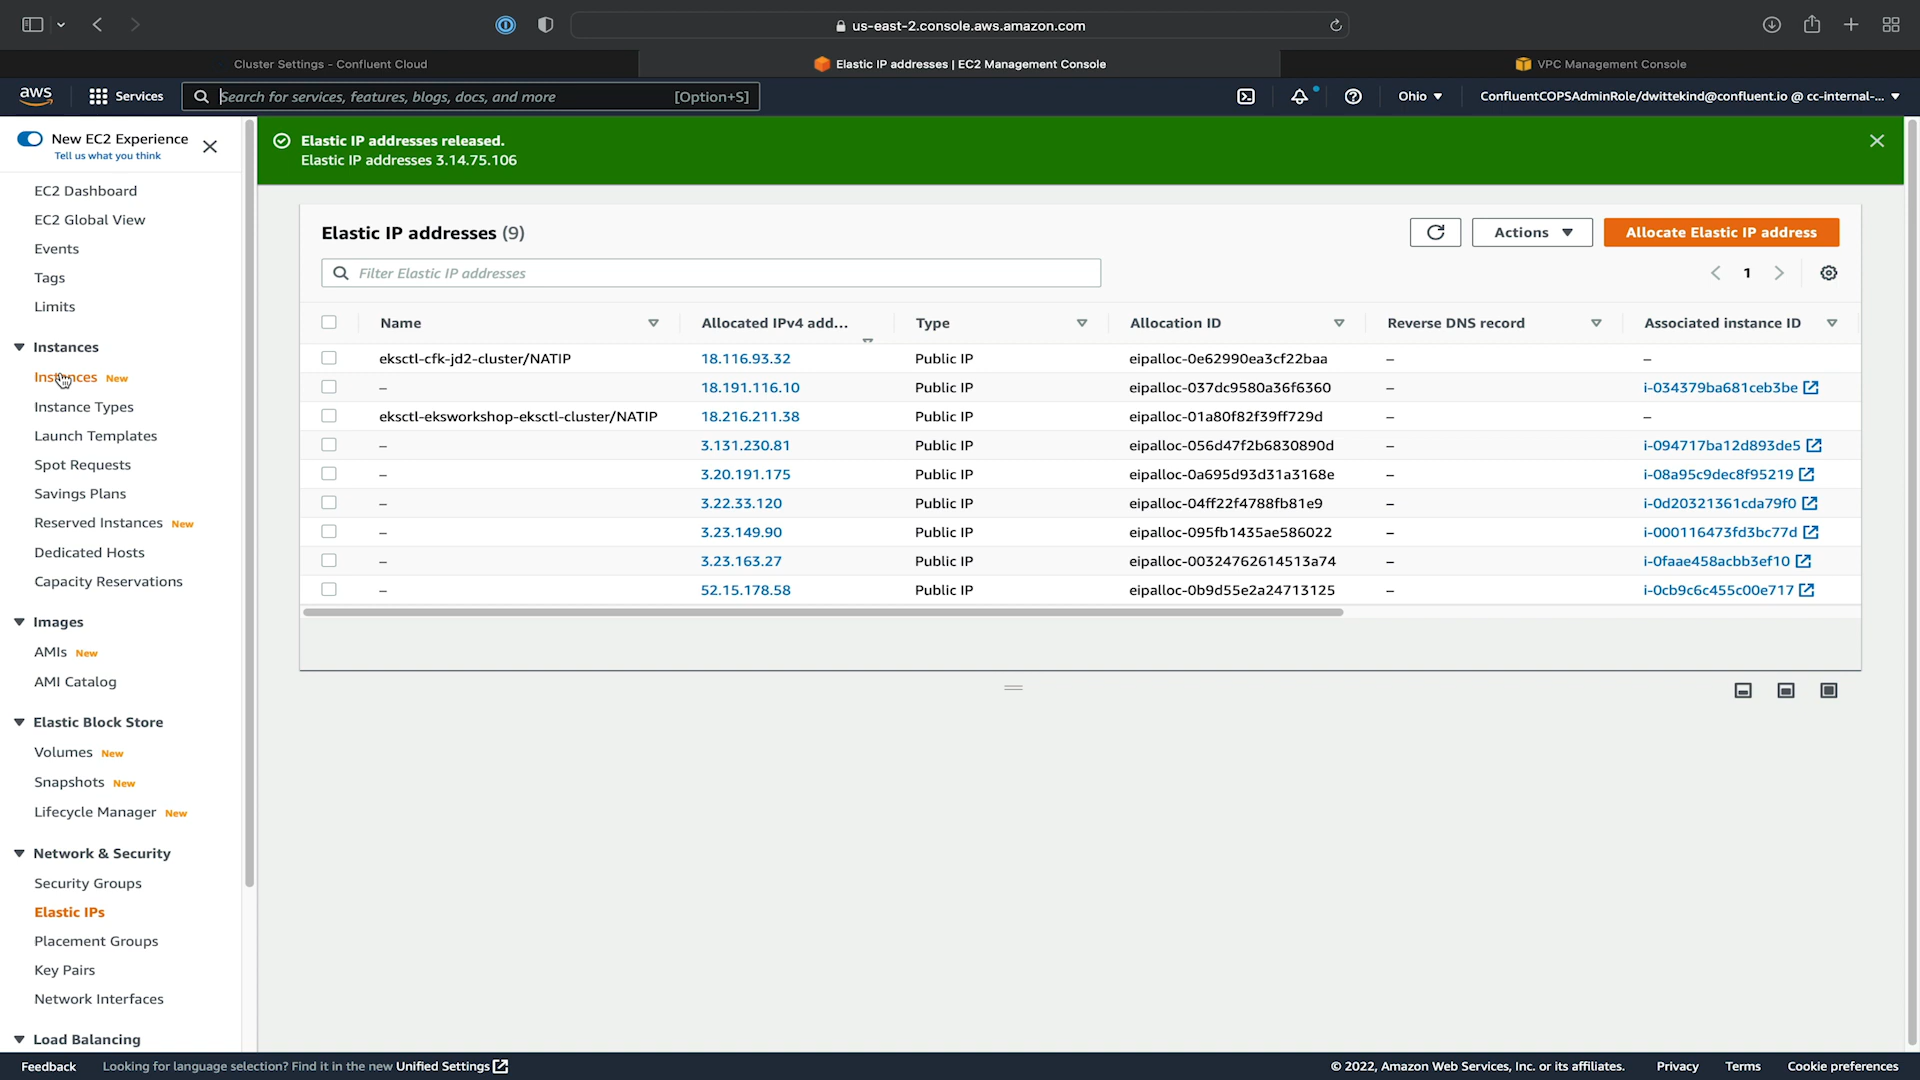 us-east-2.console.aws.amazon.com
Cluster Settings - Confluent Cloud
Elastic IP addresses | EC2 Management Console
VPC Management Console
aws
Services
Search for services, features, blogs, docs, and more
[Option+S]
Ohio
ConfluentCOPSAdminRole/dwittekind@confluent.io @ cc-internal-...
New EC2 Experience
Tell us what you think
EC2 Dashboard
EC2 Global View
Events
Tags
Limits
Instances
Instances New
Instance Types
Launch Templates
Spot Requests
Savings Plans
Reserved Instances New
Dedicated Hosts
Capacity Reservations
Images
AMIs New
AMI Catalog
Elastic Block Store
Volumes New
Snapshots New
Lifecycle Manager New
Network & Security
Security Groups
Elastic IPs
Placement Groups
Key Pairs
Network Interfaces
Load Balancing
Elastic IP addresses released.
Elastic IP addresses 3.14.75.106
Elastic IP addresses (9)
Actions
Allocate Elastic IP address
Filter Elastic IP addresses
1
Name Allocated IPv4 add... Type Allocation ID Reverse DNS record Associated instance ID
eksctl-cfk-jd2-cluster/NATIP 18.116.93.32 Public IP eipalloc-0e62990ea3cf22baa – –
– 18.191.116.10 Public IP eipalloc-037dc9580a36f6360 – i-034379ba681ceb3be
eksctl-eksworkshop-eksctl-cluster/NATIP 18.216.211.38 Public IP eipalloc-01a80f82f39ff729d – –
– 3.131.230.81 Public IP eipalloc-056d47f2b6830890d – i-094717ba12d893de5
– 3.20.191.175 Public IP eipalloc-0a695d93d31a3168e – i-08a95c9dec8f95219
– 3.22.33.120 Public IP eipalloc-04ff22f4788fb81e9 – i-0d20321361cda79f0
– 3.23.149.90 Public IP eipalloc-095fb1435ae586022 – i-000116473fd3bc77d
– 3.23.163.27 Public IP eipalloc-00324762614513a74 – i-0faae458acbb3ef10
– 52.15.178.58 Public IP eipalloc-0b9d55e2a24713125 – i-0cb9c6c455c00e717
Feedback
Looking for language selection? Find it in the new Unified Settings
© 2022, Amazon Web Services, Inc. or its affiliates.
Privacy
Terms
Cookie preferences